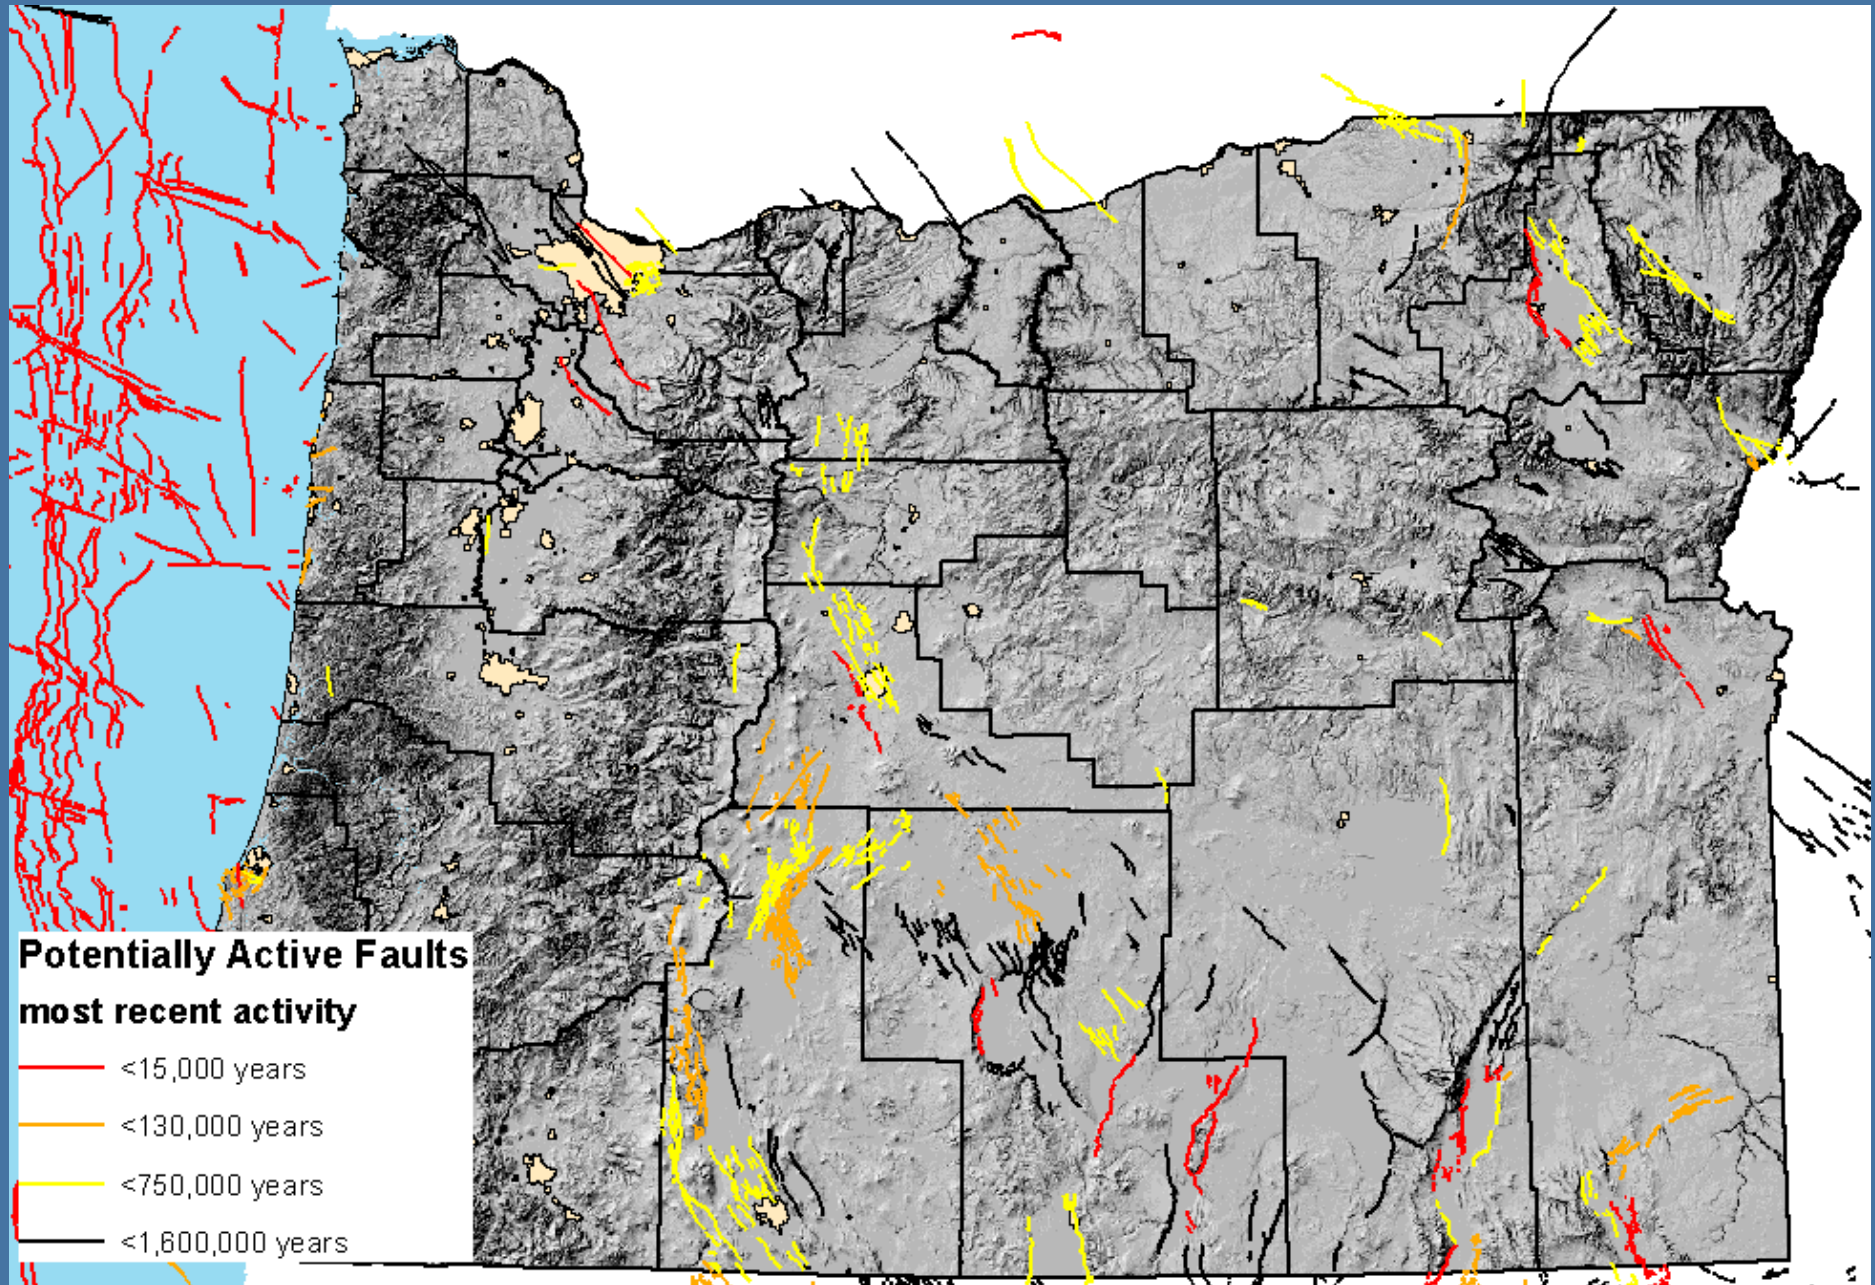 Potentially Active Faults
most recent activity
<15,000 years
<130,000 years
<750,000 years
<1,600,000 years